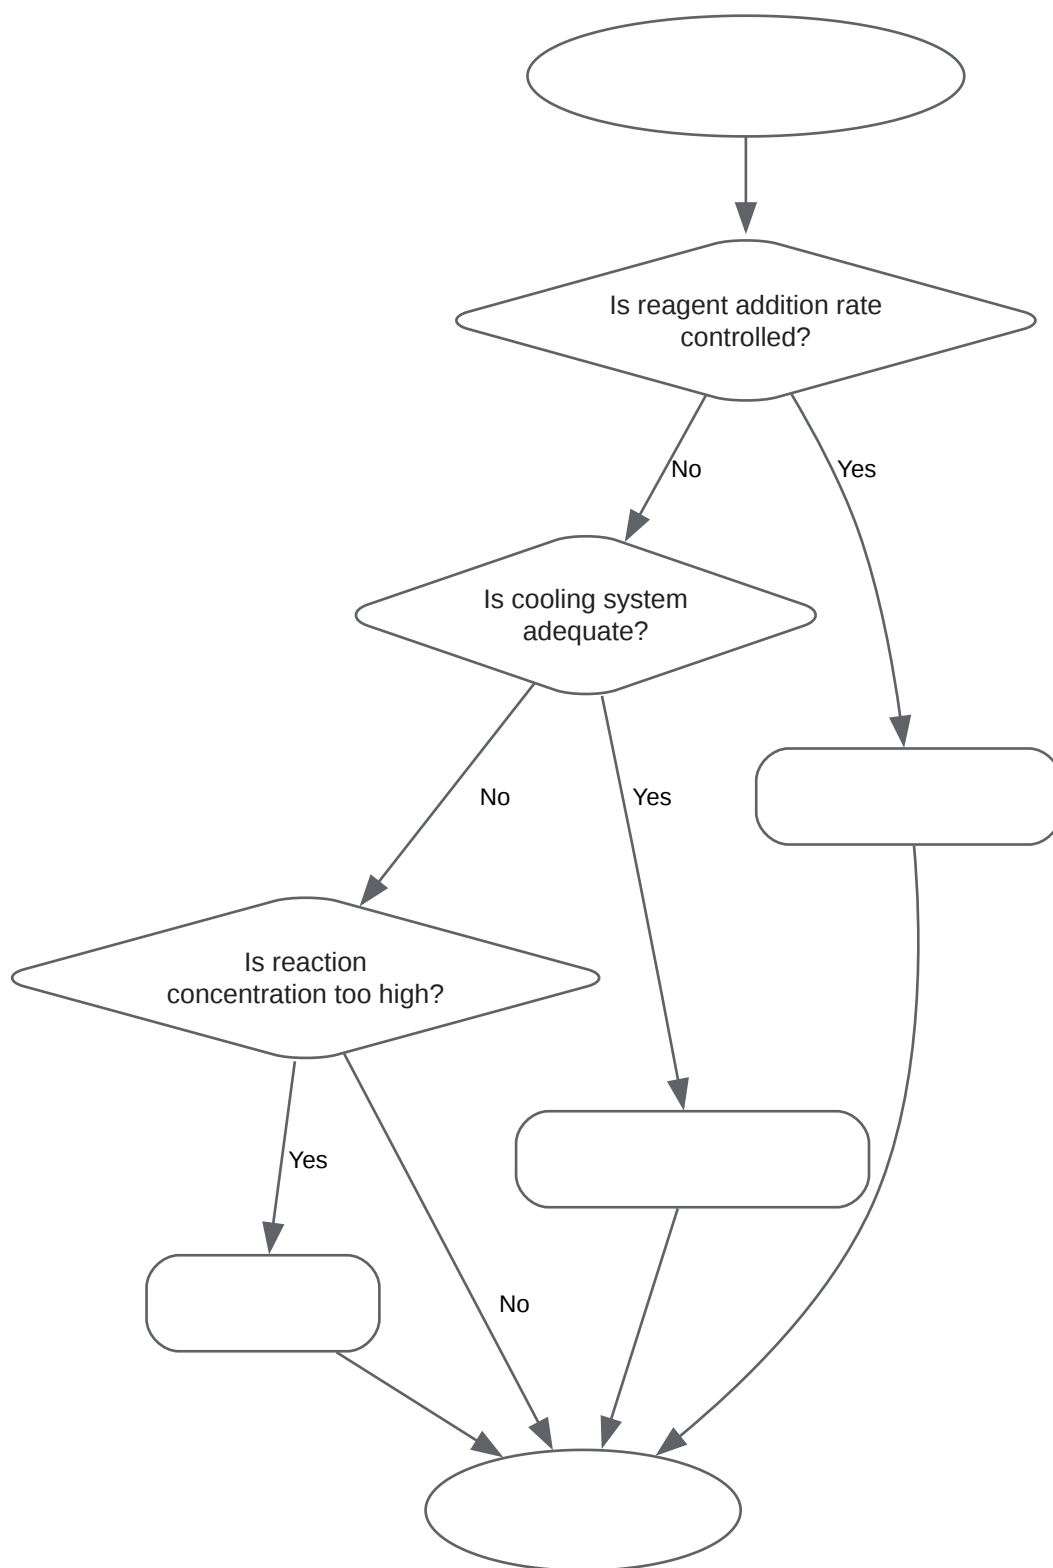 Is reagent addition rate
controlled?
No
Yes
Is cooling system
adequate?
No
Yes
Is reaction
concentration too high?
Yes
No